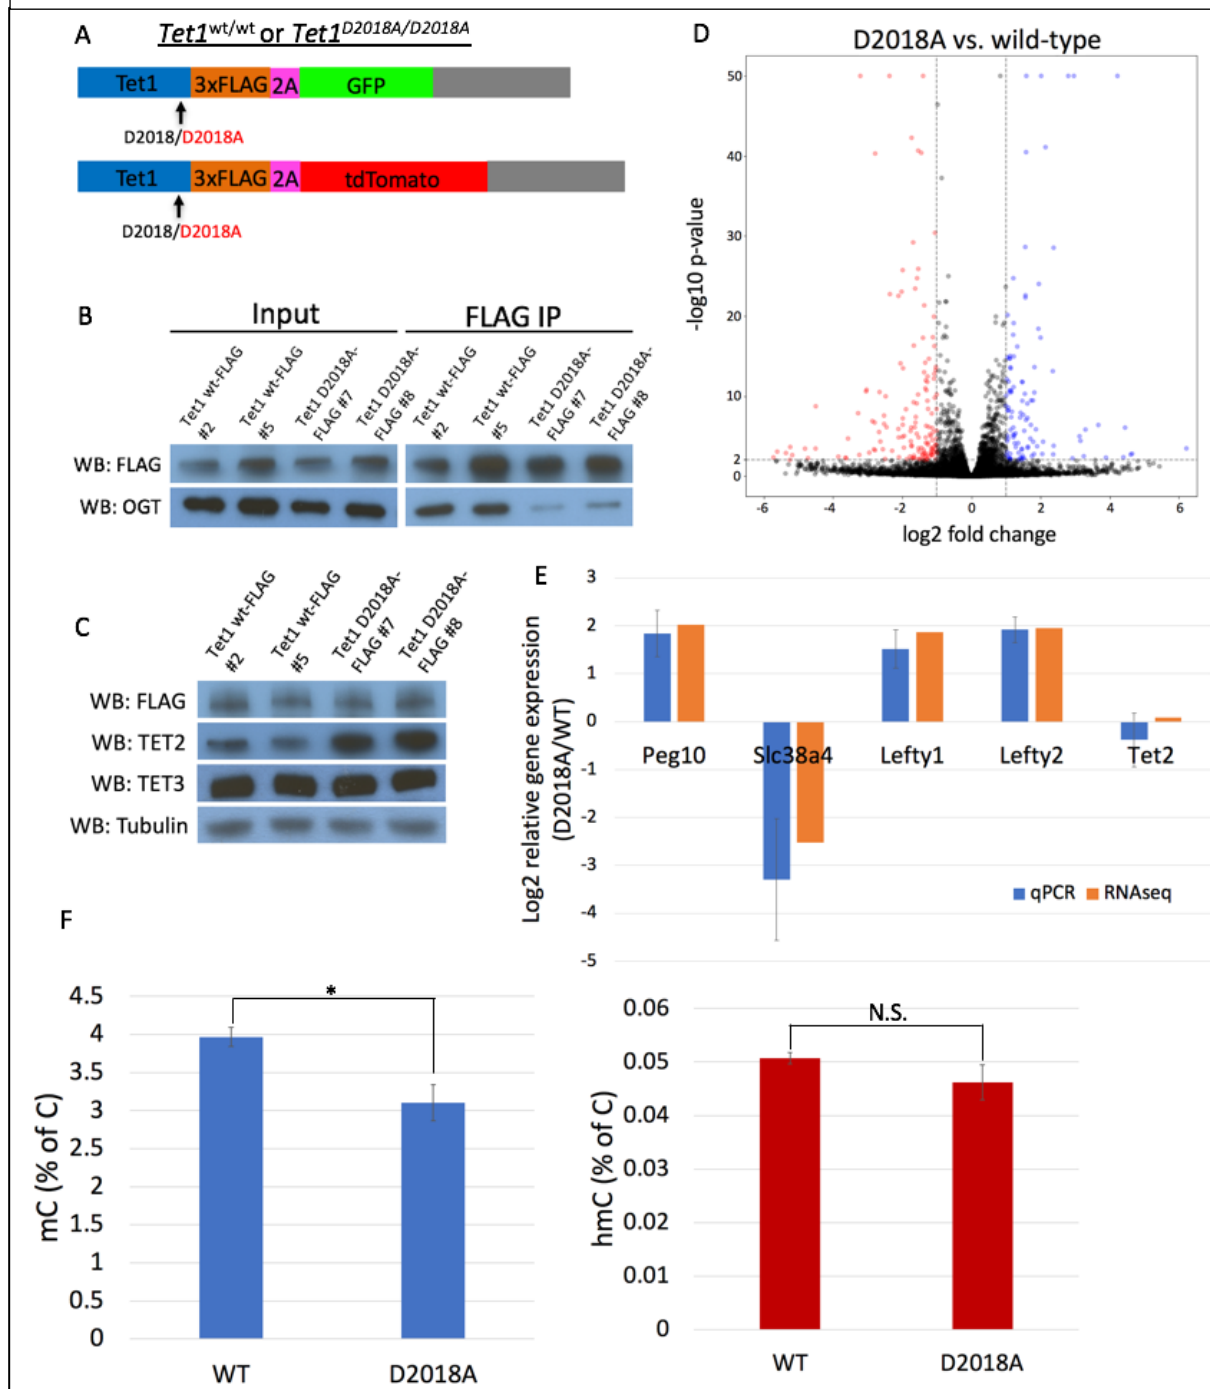 A
Tet1wt/wt or Tet1D2018A/D2018A
Tet1 3xFLAG 2A GFP
D2018/D2018A
Tet1 3xFLAG 2A tdTomato
D2018/D2018A
B
Input FLAG IP
Tet1 wt-FLAG #2
Tet1 wt-FLAG #5
Tet1 D2018A-FLAG #7
Tet1 D2018A-FLAG #8
Tet1 wt-FLAG #2
Tet1 wt-FLAG #5
Tet1 D2018A-FLAG #7
Tet1 D2018A-FLAG #8
WB: FLAG
WB: OGT
C
Tet1 wt-FLAG #2
Tet1 wt-FLAG #5
Tet1 D2018A-FLAG #7
Tet1 D2018A-FLAG #8
WB: FLAG
WB: TET2
WB: TET3
WB: Tubulin
D
D2018A vs. wild-type
-log10 p-value
50
40
30
20
10
2
0
-6 -4 -2 0 2 4 6
log2 fold change
E
Log2 relative gene expression
(D2018A/WT)
3
2
1
0
-1
-2
-3
-4
-5
Peg10 Slc38a4 Lefty1 Lefty2 Tet2
qPCR RNAseq
F
mC (% of C)
4.5
4
3.5
3
2.5
2
1.5
1
0.5
0
*
WT D2018A
hmC (% of C)
0.06
0.05
0.04
0.03
0.02
0.01
0
N.S.
WT D2018A